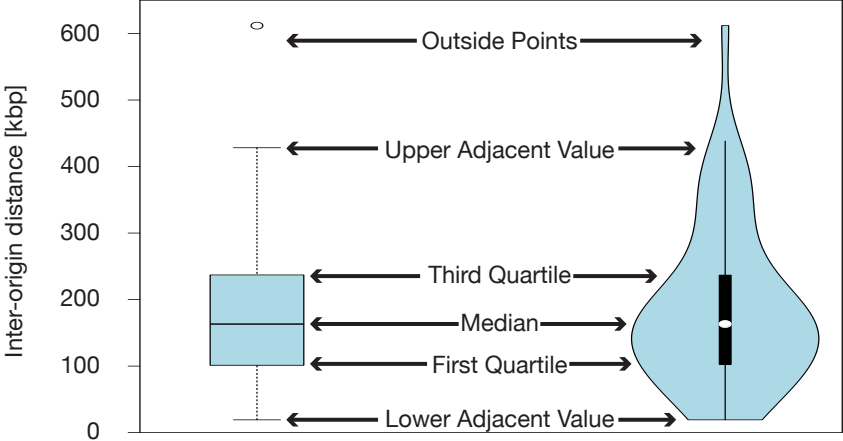 Inter-origin distance [kbp]
600
500
400
300
200
100
0
Outside Points
Upper Adjacent Value
Third Quartile
Median
First Quartile
Lower Adjacent Value